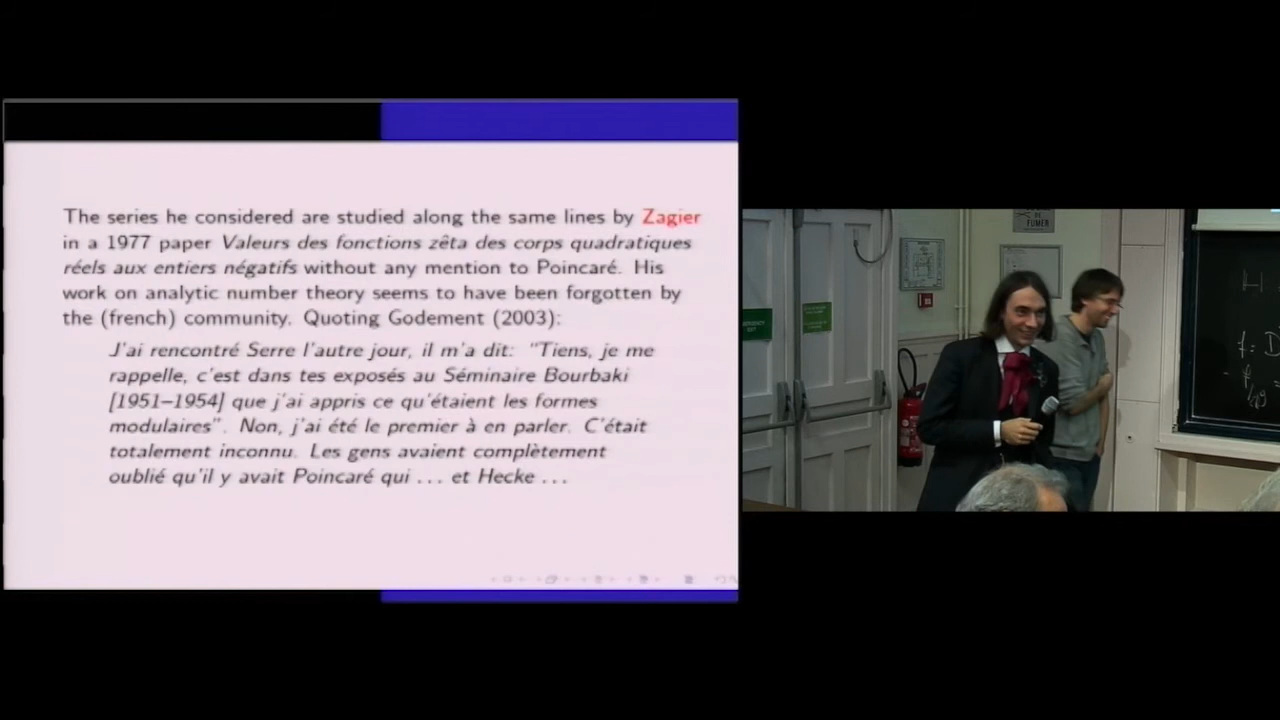 The series he considered are studied along the same lines by Zagier
in a 1977 paper Valeurs des fonctions zêta des corps quadratiques
réels aux entiers négatifs without any mention to Poincaré. His
work on analytic number theory seems to have been forgotten by
the (french) community. Quoting Godement (2003):
J'ai rencontré Serre l'autre jour, il m'a dit: "Tiens, je me
rappelle, c'est dans tes exposés au Séminaire Bourbaki
[1951–1954] que j'ai appris ce qu'étaient les formes
modulaires". Non, j'ai été le premier à en parler. C'était
totalement inconnu. Les gens avaient complètement
oublié qu'il y avait Poincaré qui ... et Hecke ...
FUMER